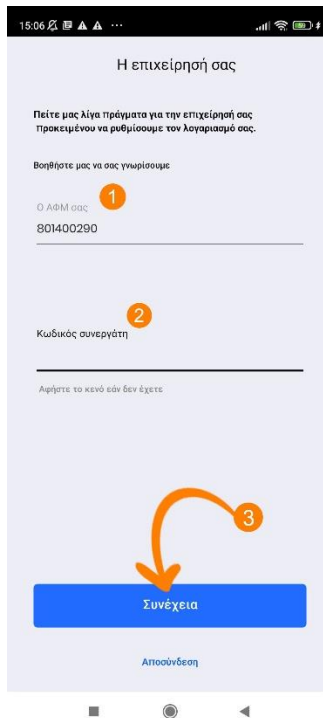 15:06
Η επιχείρησή σας
Πείτε μας λίγα πράγματα για την επιχείρησή σας
προκειμένου να ρυθμίσουμε τον λογαριασμό σας.
Βοηθήστε μας να σας γνωρίσουμε
Ο ΑΦΜ σας
1
801400290
2
Κωδικός συνεργάτη
Αφήστε το κενό εάν δεν έχετε
3
Συνέχεια
Αποσύνδεση